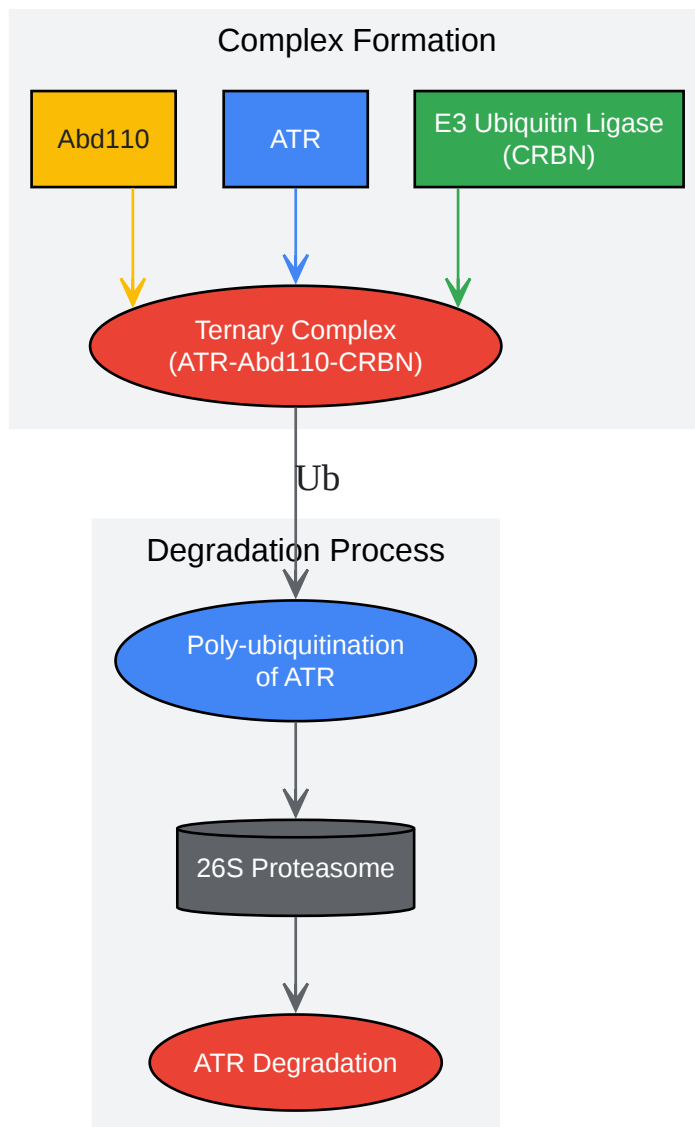 Complex Formation
Abd110
ATR
E3 Ubiquitin Ligase
(CRBN)
Ternary Complex
(ATR-Abd110-CRBN)
Ub
Degradation Process
Poly-ubiquitination
of ATR
26S Proteasome
ATR Degradation